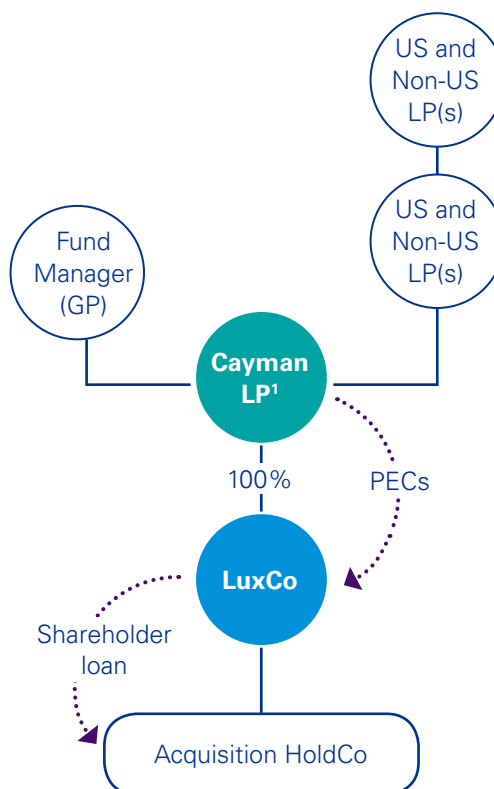 US and
Non-US
LP(s)
US and
Non-US
LP(s)
Fund
Manager
(GP)
Cayman
LP¹
100%
PECs
LuxCo
Shareholder
loan
Acquisition HoldCo